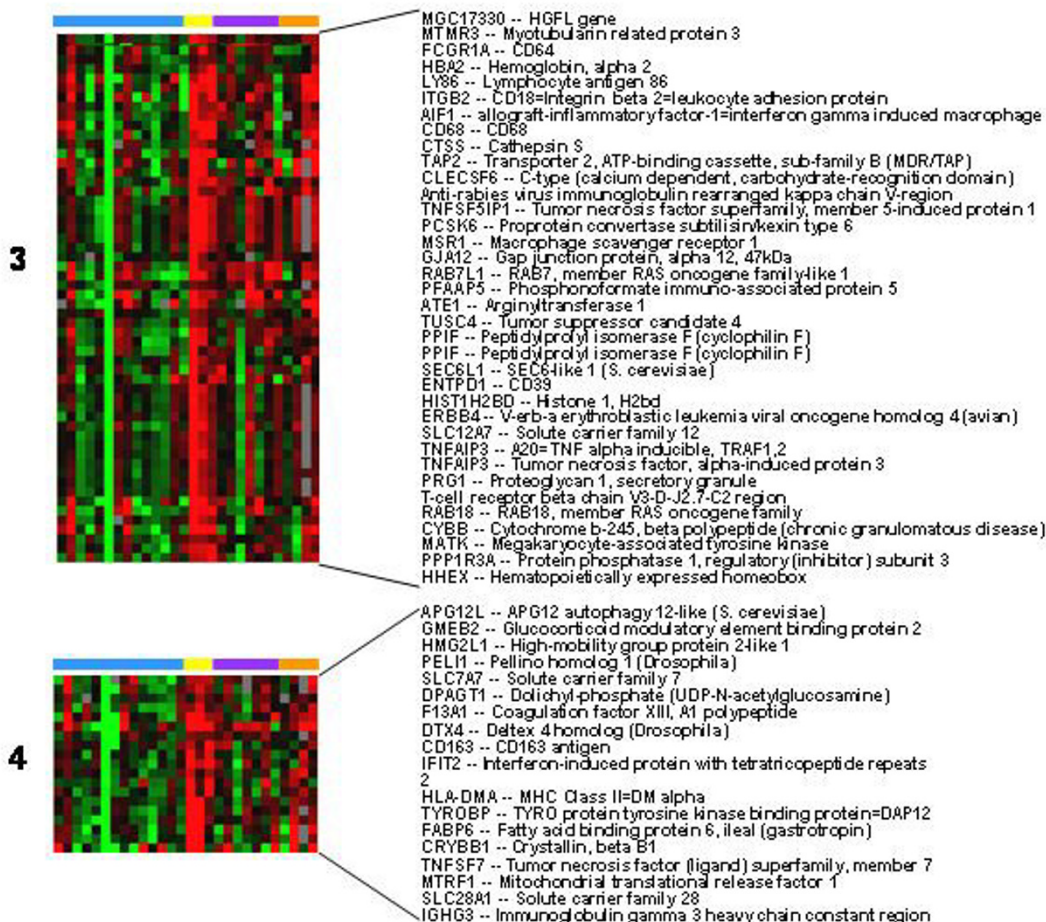 3
MGC17330 -- HGFL gene
MTMR3 -- Myotubularin related protein 3
FCGR1A -- CD64
HBA2 -- Hemoglobin, alpha 2
LY86 -- Lymphocyte antigen 86
ITGB2 -- CD18=Integrin beta 2=leukocyte adhesion protein
AIF1 -- allograft-inflammatory factor-1=interferon gamma induced macrophage
CD68 -- CD68
CTSS -- Cathepsin S
TAP2 -- Transporter 2, ATP-binding cassette, sub-family B (MDR/TAP)
CLECSF6 -- C-type (calcium dependent, carbohydrate-recognition domain)
Anti-rabies virus immunoglobulin rearranged kappa chain V-region
TNFSF5IP1 -- Tumor necrosis factor superfamily, member 5-induced protein 1
PCSK6 -- Proprotein convertase subtilisin/kexin type 6
MSR1 -- Macrophage scavenger receptor 1
GJA12 -- Gap junction protein, alpha 12, 47kDa
RAB7L1 -- RAB7, member RAS oncogene family-like 1
PFAAP5 -- Phosphonoformate immuno-associated protein 5
ATE1 -- Arginyltransferase 1
TUSC4 -- Tumor suppressor candidate 4
PPIF -- Peptidylprolyl isomerase F (cyclophilin F)
PPIF -- Peptidylprolyl isomerase F (cyclophilin F)
SEC6L1 -- SEC6-like 1 (S. cerevisiae)
ENTPD1 -- CD39
HIST1H2BD -- Histone 1, H2bd
ERBB4-- V-erb-a erythroblastic leukemia viral oncogene homolog 4 (avian)
SLC12A7 -- Solute carrier family 12
TNFAIP3 -- A20= TNF alpha inducible, TRAF1,2
TNFAIP3 -- Tumor necrosis factor, alpha-induced protein 3
PRG1 -- Proteoglycan 1, secretory granule
T-cell receptor beta chain V3-D-J2.7-C2 region
RAB18 -- RAB18, member RAS oncogene family
CYBB -- Cytochrome b-245, beta polypeptide (chronic granulomatous disease)
MATK -- Megakaryocyte-associated tyrosine kinase
PPP1R3A -- Protein phosphatase 1, regulatory (inhibitor) subunit 3
HHEX -- Hematopoietically expressed homeobox
4
APG12L -- APG12 autophagy 12-like (S. cerevisiae)
GMEB2 -- Glucocorticoid modulatory element binding protein 2
HMG2L1 -- High-mobility group protein 2-like 1
PELI1 -- Pellino homolog 1 (Drosophila)
SLC7A7 -- Solute carrier family 7
DPAGT1 -- Dolichyl-phosphate (UDP-N-acetylglucosamine)
F13A1 -- Coagulation factor XIII, A1 polypeptide
DTX4 -- Deltex 4 homolog (Drosophila)
CD163 -- CD163 antigen
IFIT2 -- Interferon-induced protein with tetratricopeptide repeats
2
HLA-DMA -- MHC Class II=DM alpha
TYROBP -- TYRO protein tyrosine kinase binding protein=DAP12
FABP6 -- Fatty acid binding protein 6, ileal (gastrotropin)
CRYBB1 -- Crystallin, beta B1
TNFSF7 -- Tumor necrosis factor (ligand) superfamily, member 7
MTRF1 -- Mitochondrial translational release factor 1
SLC28A1 -- Solute carrier family 28
IGHG3 -- Immunoglobulin gamma 3 heavy chain constant region